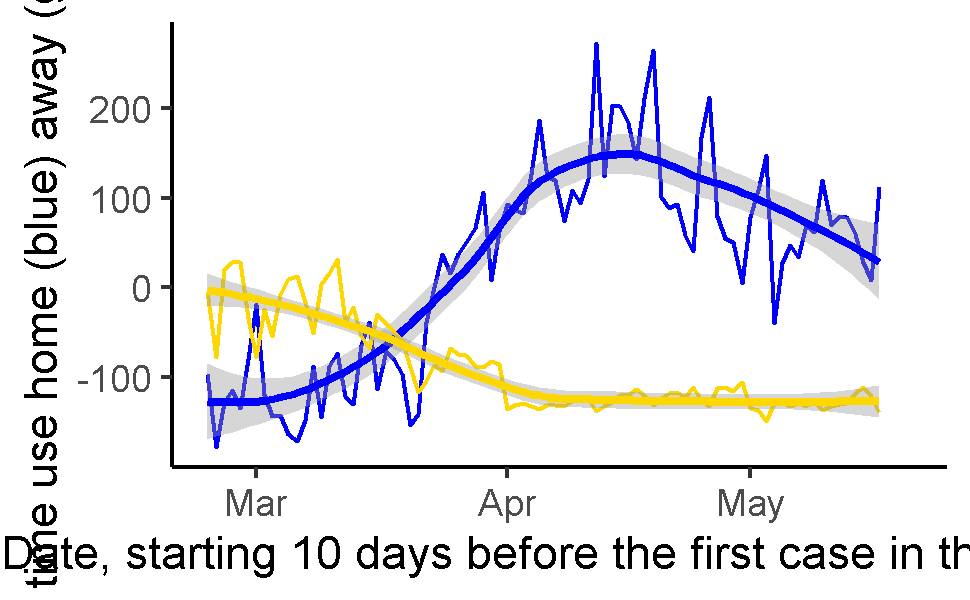 time use home (blue) away (
200
100
0
-100
Mar
Apr
May
Date, starting 10 days before the first case in th